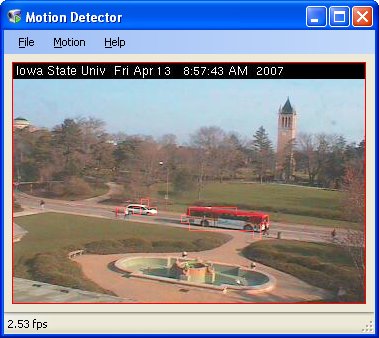 Motion Detector
File Motion Help
Iowa State Univ Fri Apr 13 8:57:43 AM 2007
2.53 fps